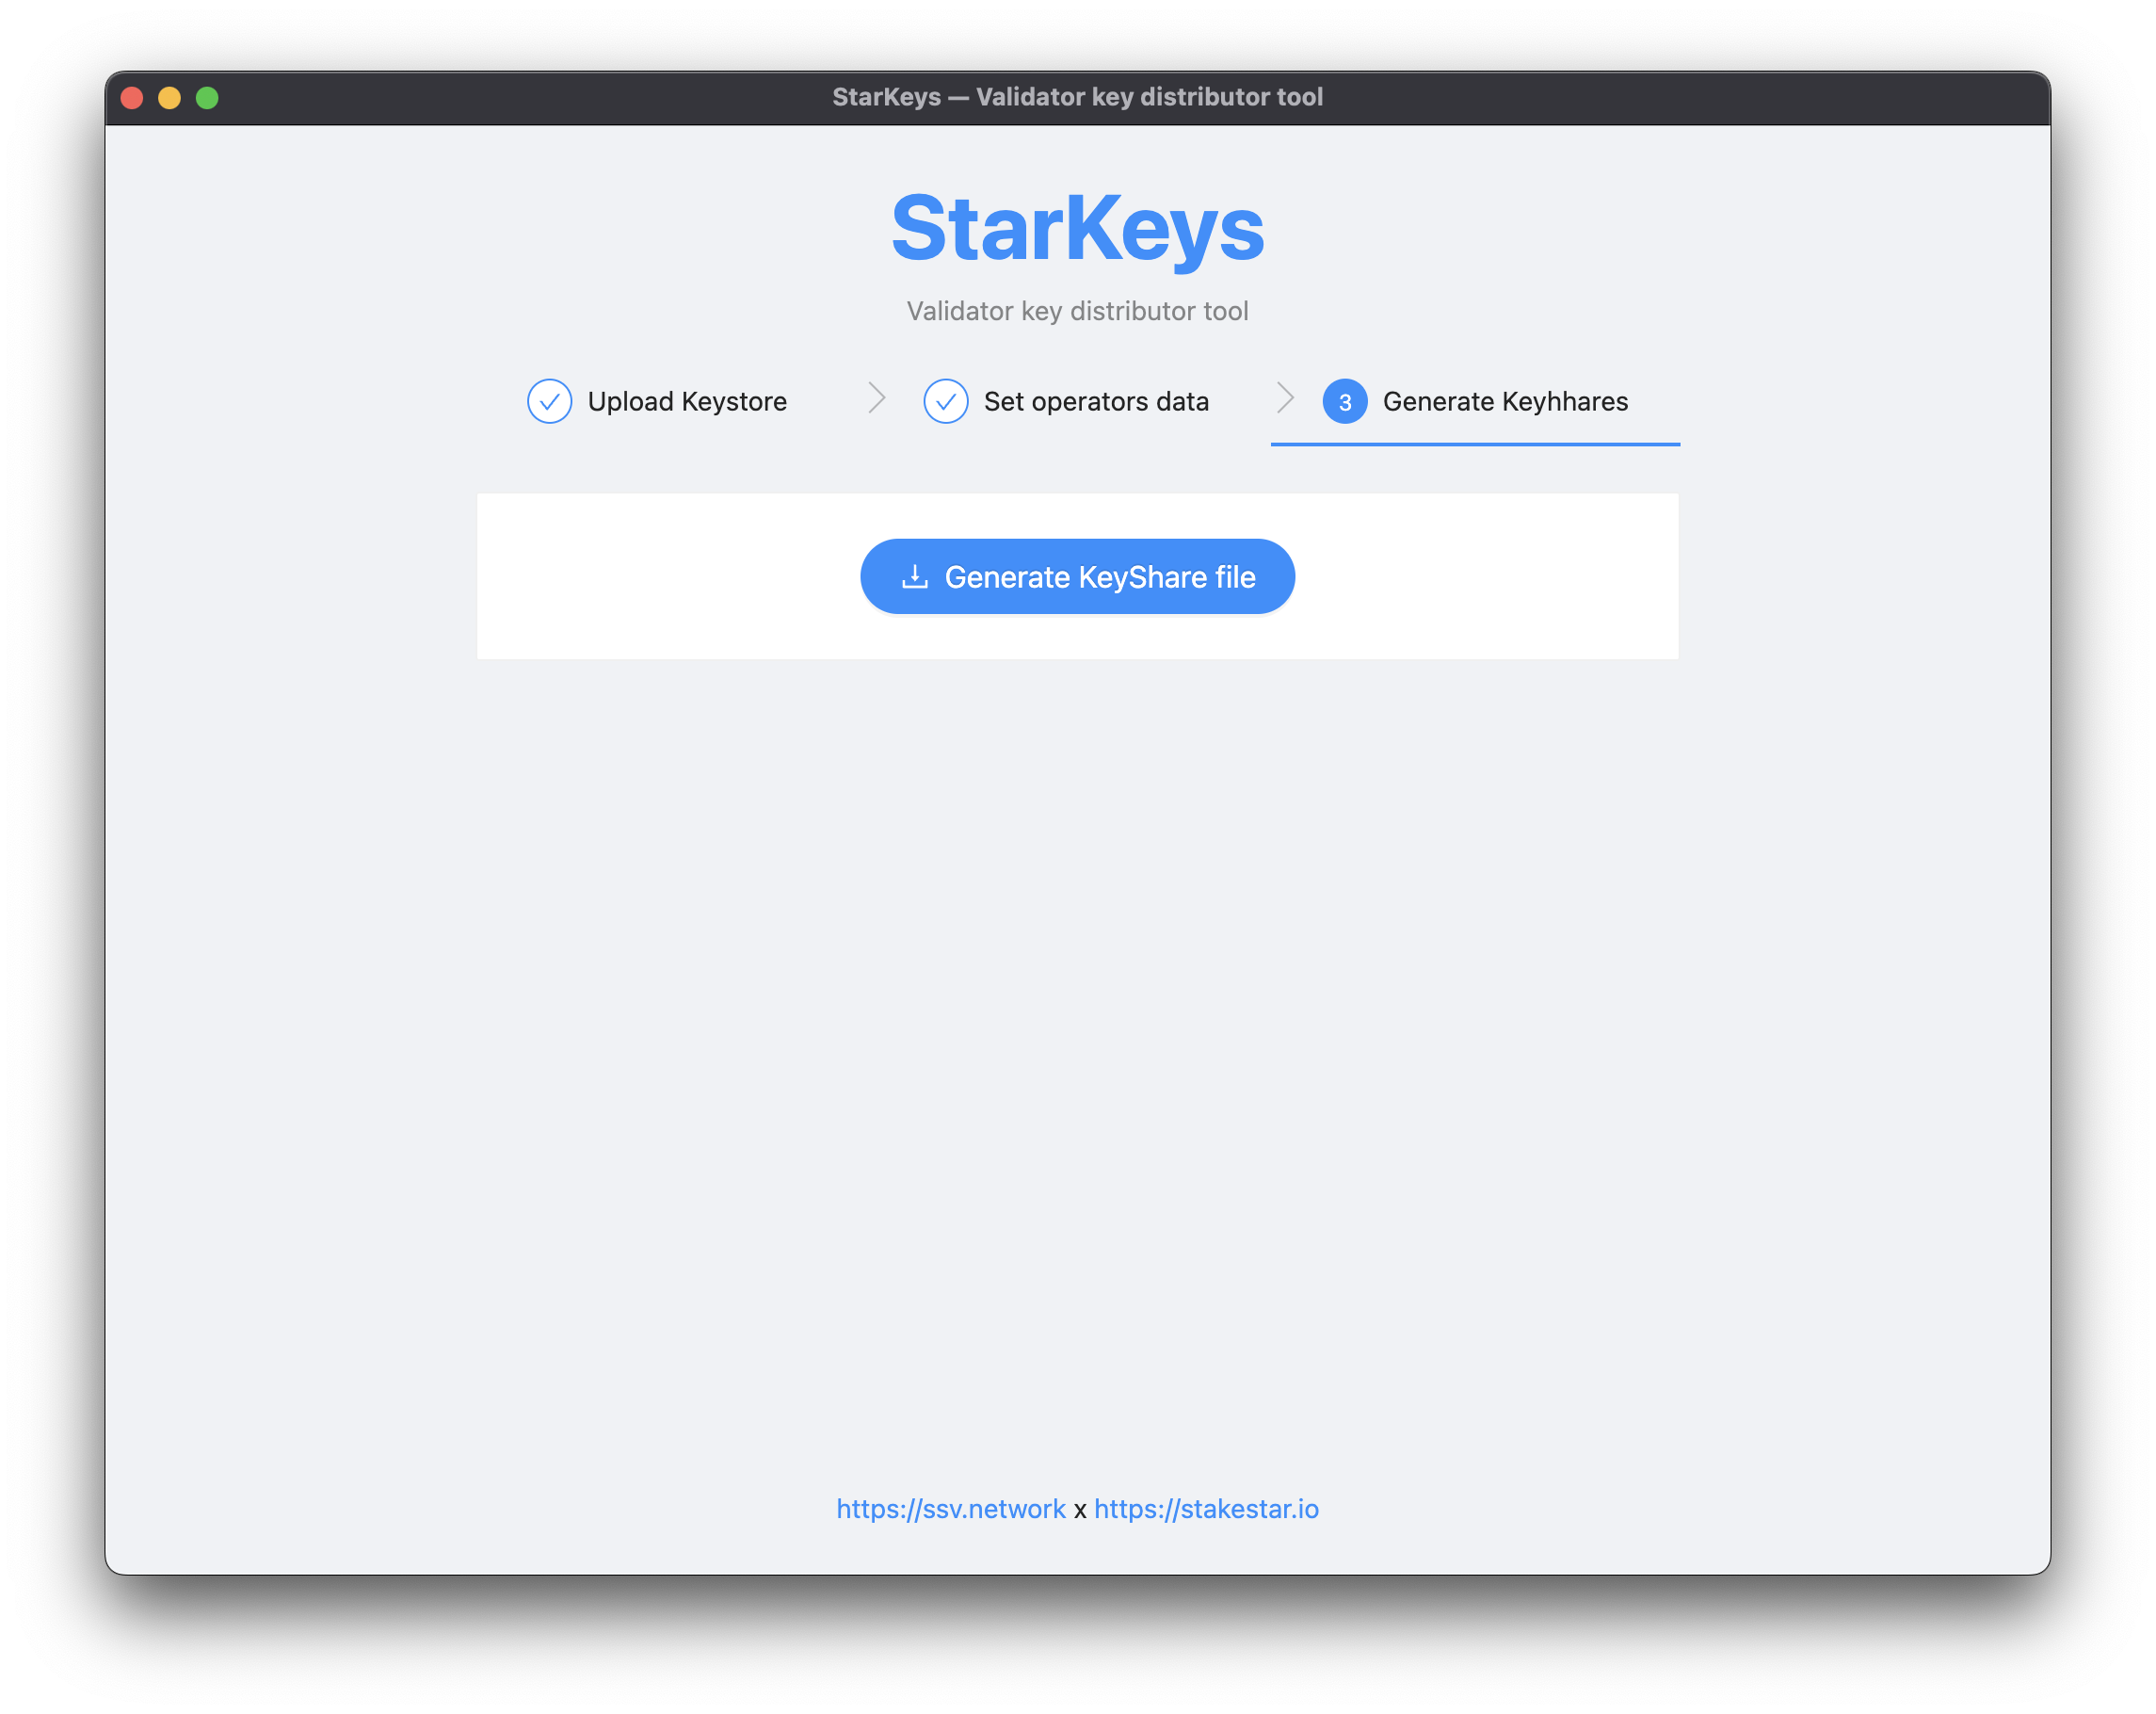 StarKeys — Validator key distributor tool
StarKeys
Validator key distributor tool
Upload Keystore
Set operators data
3 Generate Keyhhares
Generate KeyShare file
https://ssv.network x https://stakestar.io